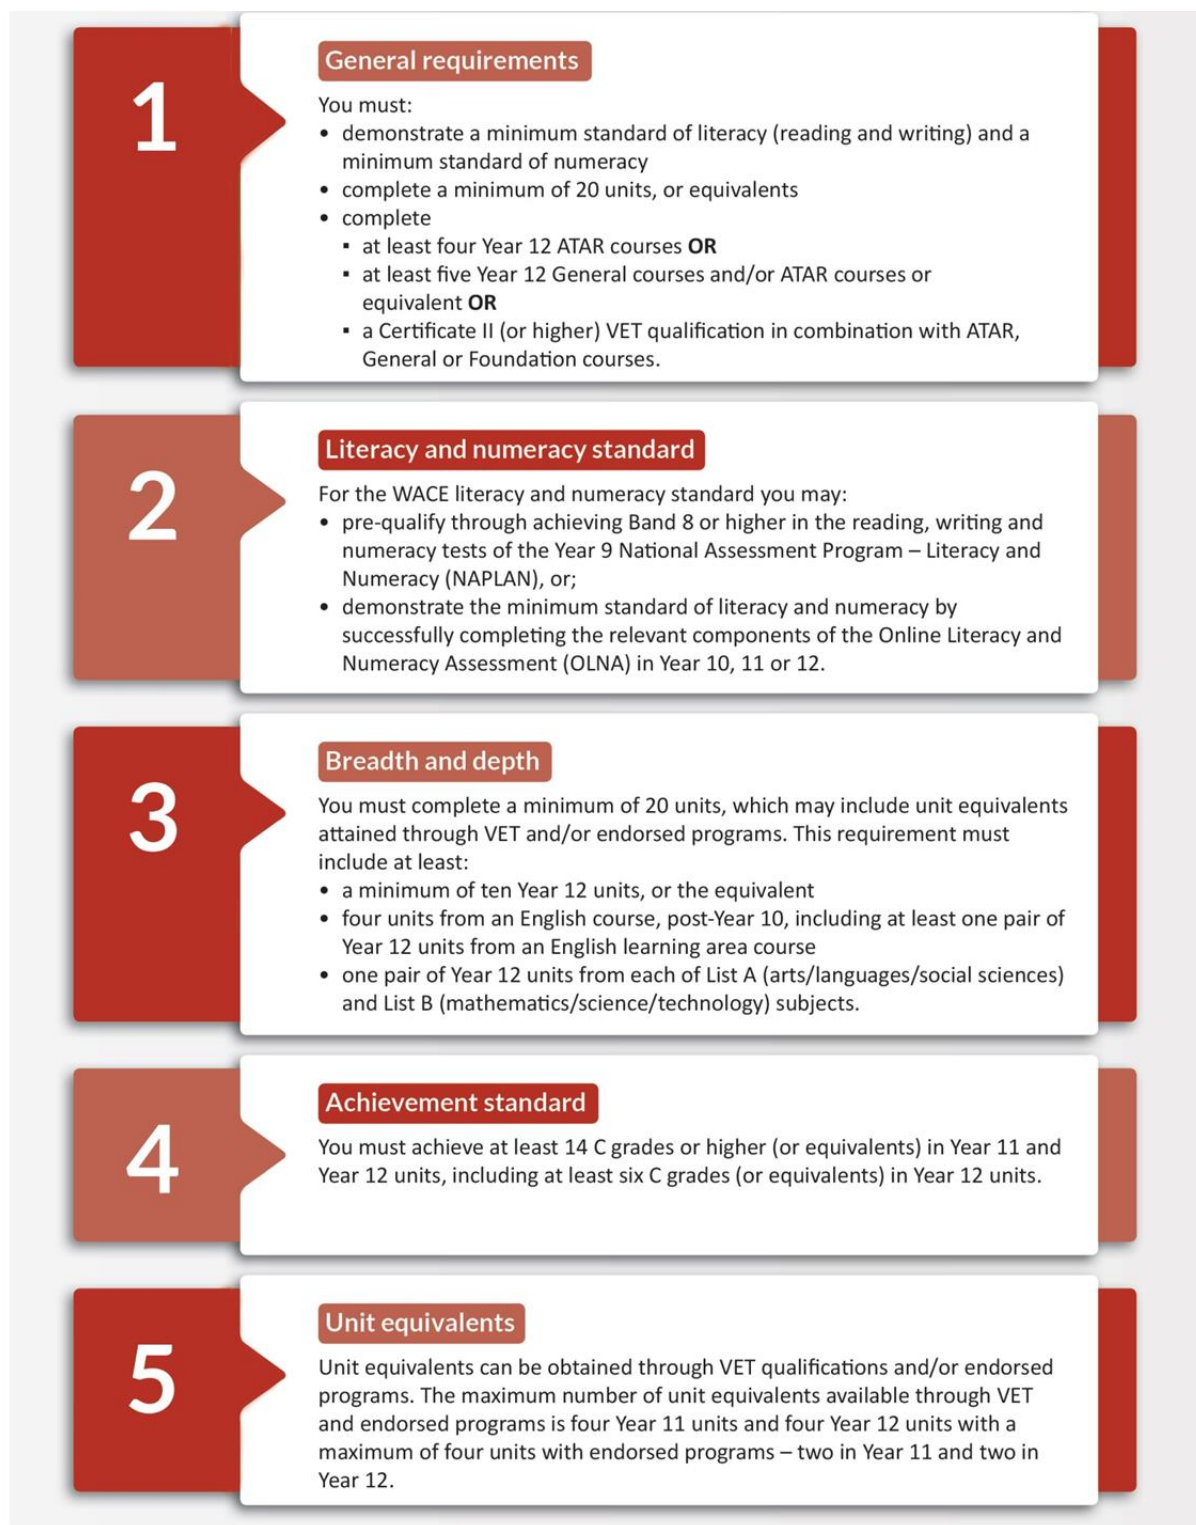 1
General requirements
You must:
• demonstrate a minimum standard of literacy (reading and writing) and a
minimum standard of numeracy
• complete a minimum of 20 units, or equivalents
• complete
▪ at least four Year 12 ATAR courses OR
▪ at least five Year 12 General courses and/or ATAR courses or
equivalent OR
▪ a Certificate II (or higher) VET qualification in combination with ATAR,
General or Foundation courses.
2
Literacy and numeracy standard
For the WACE literacy and numeracy standard you may:
• pre-qualify through achieving Band 8 or higher in the reading, writing and
numeracy tests of the Year 9 National Assessment Program – Literacy and
Numeracy (NAPLAN), or;
• demonstrate the minimum standard of literacy and numeracy by
successfully completing the relevant components of the Online Literacy and
Numeracy Assessment (OLNA) in Year 10, 11 or 12.
3
Breadth and depth
You must complete a minimum of 20 units, which may include unit equivalents
attained through VET and/or endorsed programs. This requirement must
include at least:
• a minimum of ten Year 12 units, or the equivalent
• four units from an English course, post-Year 10, including at least one pair of
Year 12 units from an English learning area course
• one pair of Year 12 units from each of List A (arts/languages/social sciences)
and List B (mathematics/science/technology) subjects.
4
Achievement standard
You must achieve at least 14 C grades or higher (or equivalents) in Year 11 and
Year 12 units, including at least six C grades (or equivalents) in Year 12 units.
5
Unit equivalents
Unit equivalents can be obtained through VET qualifications and/or endorsed
programs. The maximum number of unit equivalents available through VET
and endorsed programs is four Year 11 units and four Year 12 units with a
maximum of four units with endorsed programs – two in Year 11 and two in
Year 12.